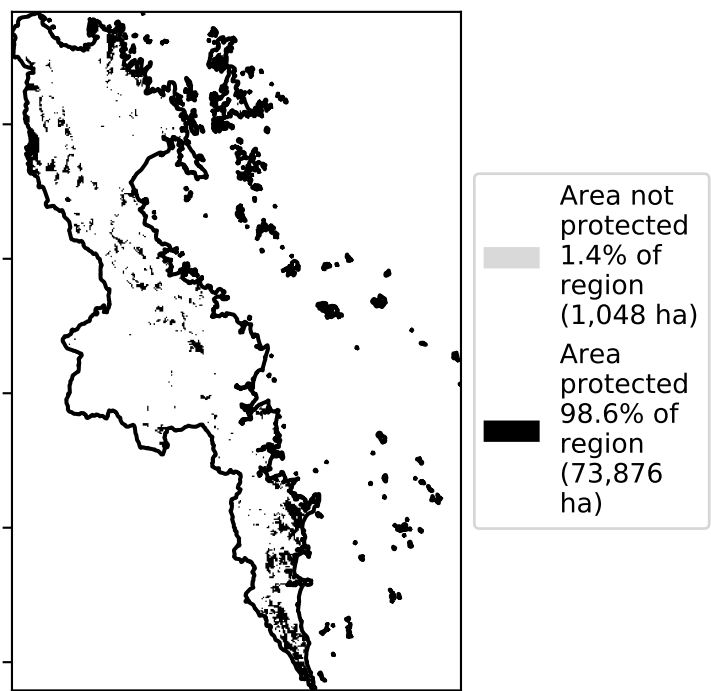 Area not
protected
1.4% of
region
(1,048 ha)
Area
protected
98.6% of
region
(73,876
ha)